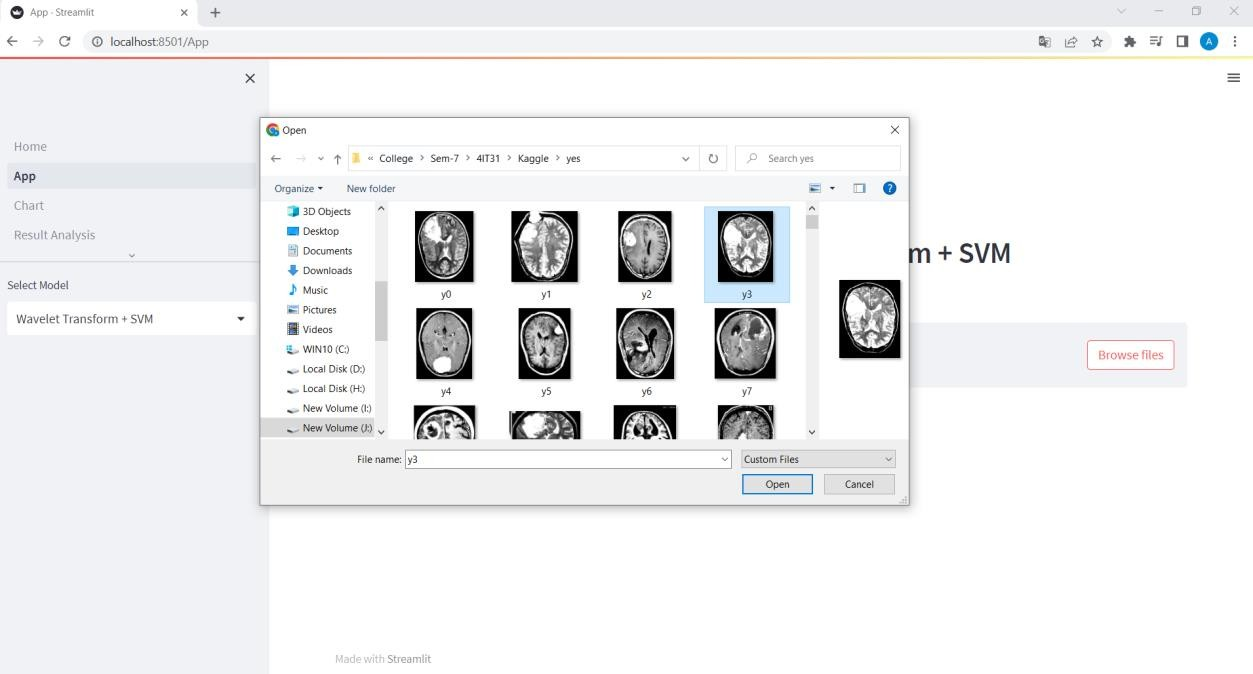 App · Streamlit
localhost:8501/App
A
Home
App
Chart
Result Analysis
Select Model
Wavelet Transform + SVM
m + SVM
Browse files
Open
« College > Sem-7 > 4IT31 > Kaggle > yes
Search yes
Organize
New folder
3D Objects
Desktop
Documents
Downloads
Music
Pictures
Videos
WIN10 (C:)
Local Disk (D:)
Local Disk (H:)
New Volume (I:)
New Volume (J:)
y0
y1
y2
y3
y4
y5
y6
y7
File name: y3
Custom Files
Open
Cancel
Made with Streamlit